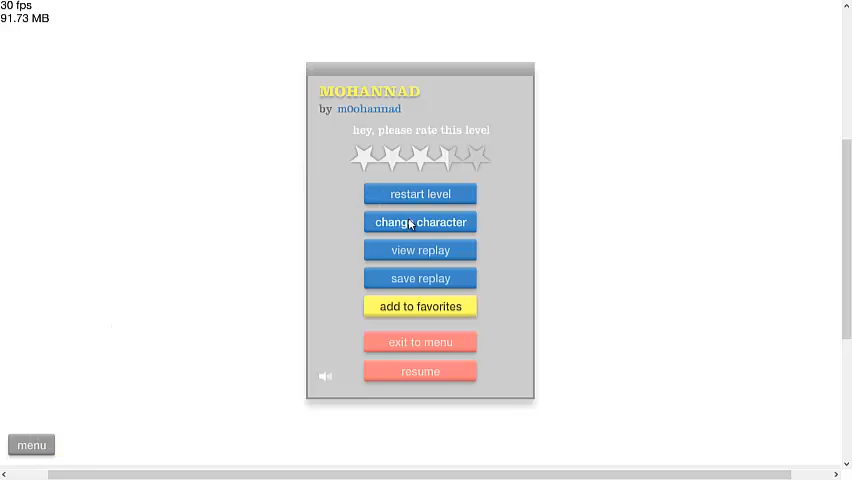 30 fps
91.73 MB
MOHANNAD
by m0ohannad
hey, please rate this level
restart level
change character
view replay
save replay
add to favorites
exit to menu
resume
menu